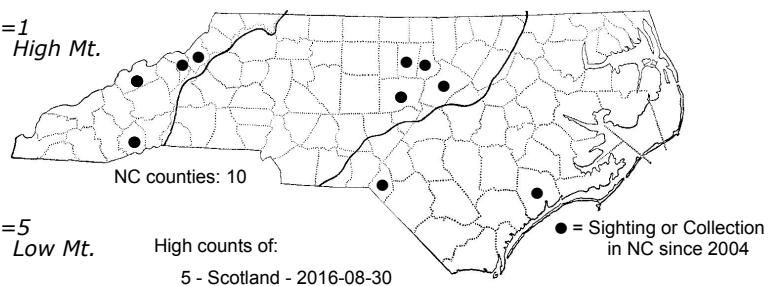 =1
High Mt.
NC counties: 10
=5
Low Mt.
High counts of:
5 - Scotland - 2016-08-30
● = Sighting or Collection
in NC since 2004